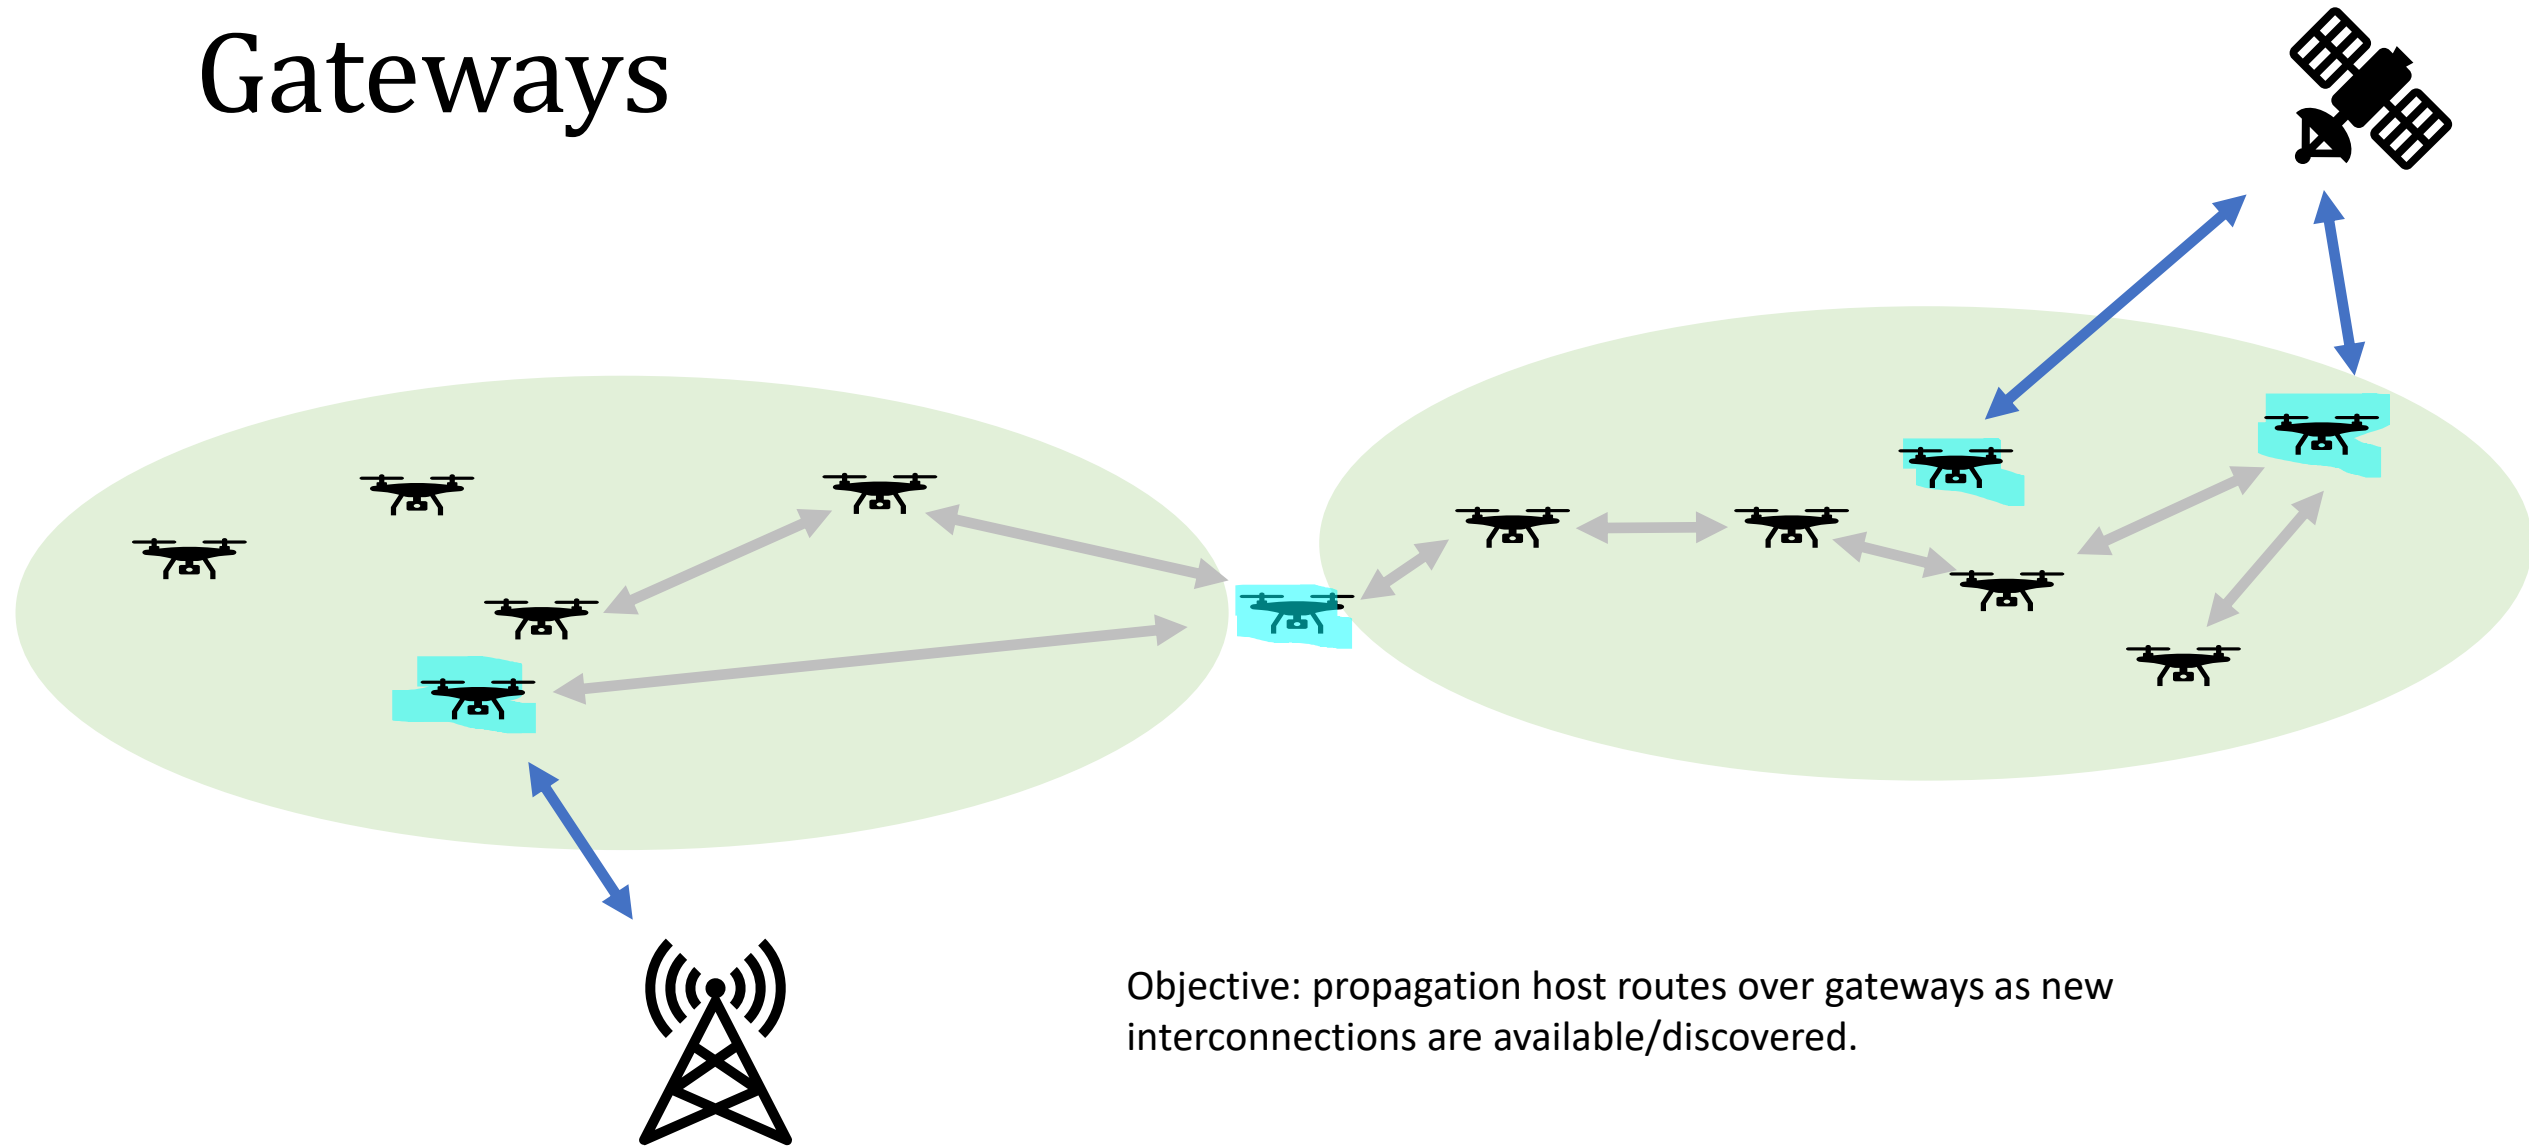 Gateways
Objective: propagation host routes over gateways as new
interconnections are available/discovered.